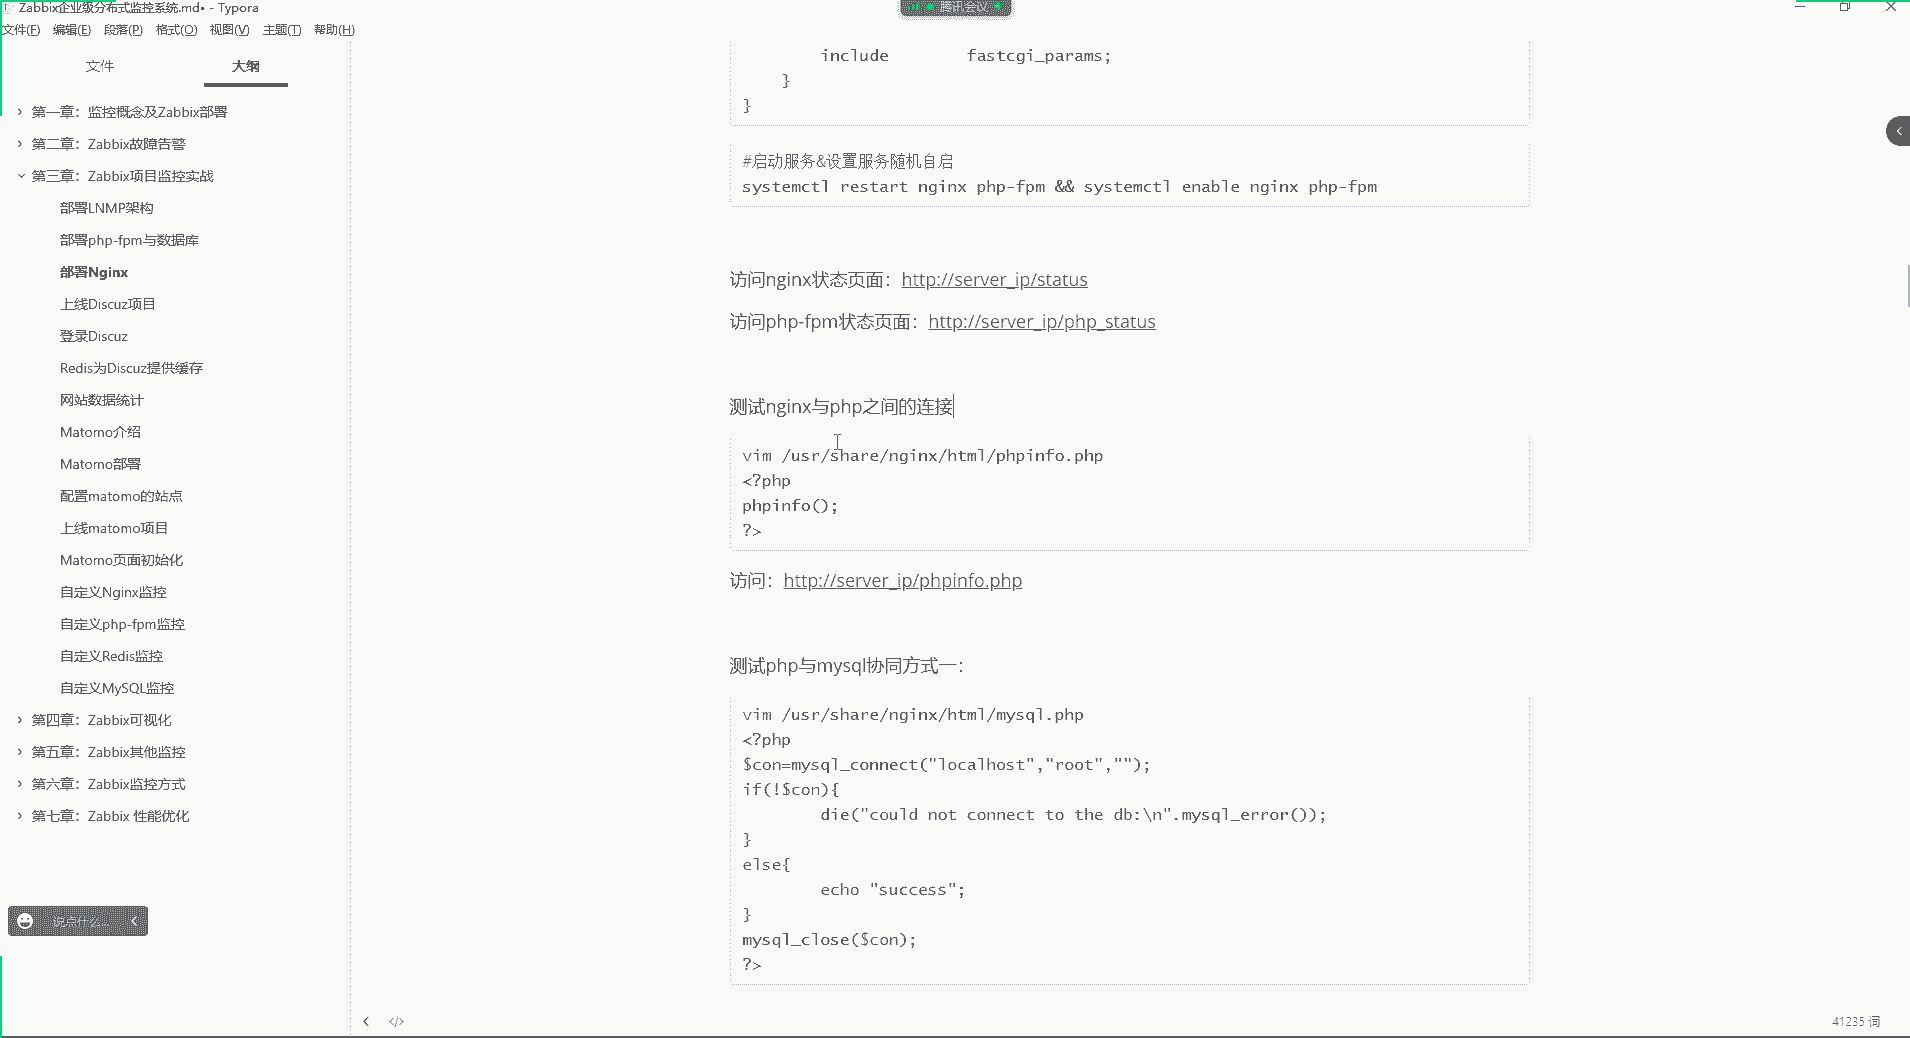 Zabbix企业级分布式监控系统.md• - Typora
腾讯会议
文件(F) 编辑(E) 段落(P) 格式(O) 视图(V) 主题(T) 帮助(H)
文件 大纲
第一章：监控概念及Zabbix部署
第二章：Zabbix故障告警
第三章：Zabbix项目监控实战
部署LNMP架构
部署php-fpm与数据库
部署Nginx
上线Discuz项目
登录Discuz
Redis为Discuz提供缓存
网站数据统计
Matomo介绍
Matomo部署
配置matomo的站点
上线matomo项目
Matomo页面初始化
自定义Nginx监控
自定义php-fpm监控
自定义Redis监控
自定义MySQL监控
第四章：Zabbix可视化
第五章：Zabbix其他监控
第六章：Zabbix监控方式
第七章：Zabbix 性能优化
说点什么...
include fastcgi_params;
}
}
#启动服务&设置服务随机自启
systemctl restart nginx php-fpm && systemctl enable nginx php-fpm
访问nginx状态页面：http://server_ip/status
访问php-fpm状态页面：http://server_ip/php_status
测试nginx与php之间的连接
vim /usr/share/nginx/html/phpinfo.php
<?php
phpinfo();
?>
访问：http://server_ip/phpinfo.php
测试php与mysql协同方式一：
vim /usr/share/nginx/html/mysql.php
<?php
$con=mysql_connect("localhost","root","");
if(!$con){
die("could not connect to the db:\n".mysql_error());
}
else{
echo "success";
}
mysql_close($con);
?>
</>
41235 词